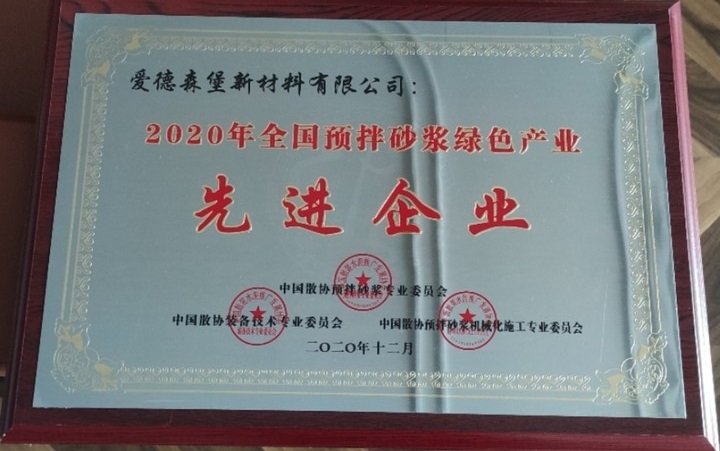 爱德森堡新材料有限公司：
2020年全国预拌砂浆绿色产业
先进企业
中国散协预拌砂浆专业委员会
中国散协装备技术专业委员会 中国散协预拌砂浆机械化施工专业委员会
二〇二〇年十二月